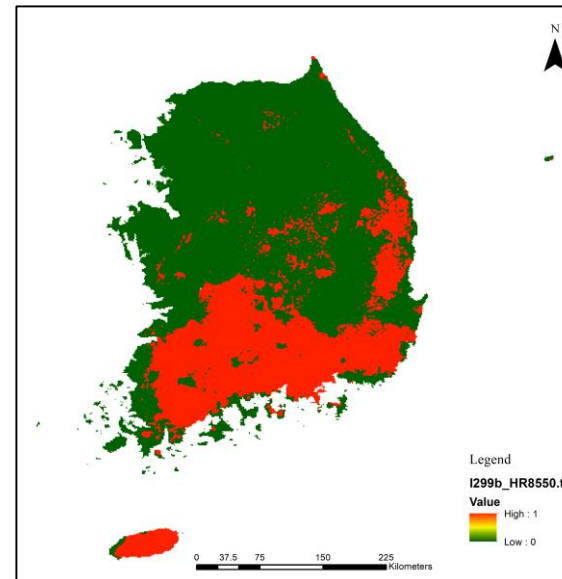 N
Legend
I299b_HR8550.t
Value
High : 1
Low : 0
0 37.5 75 150 225
Kilometers